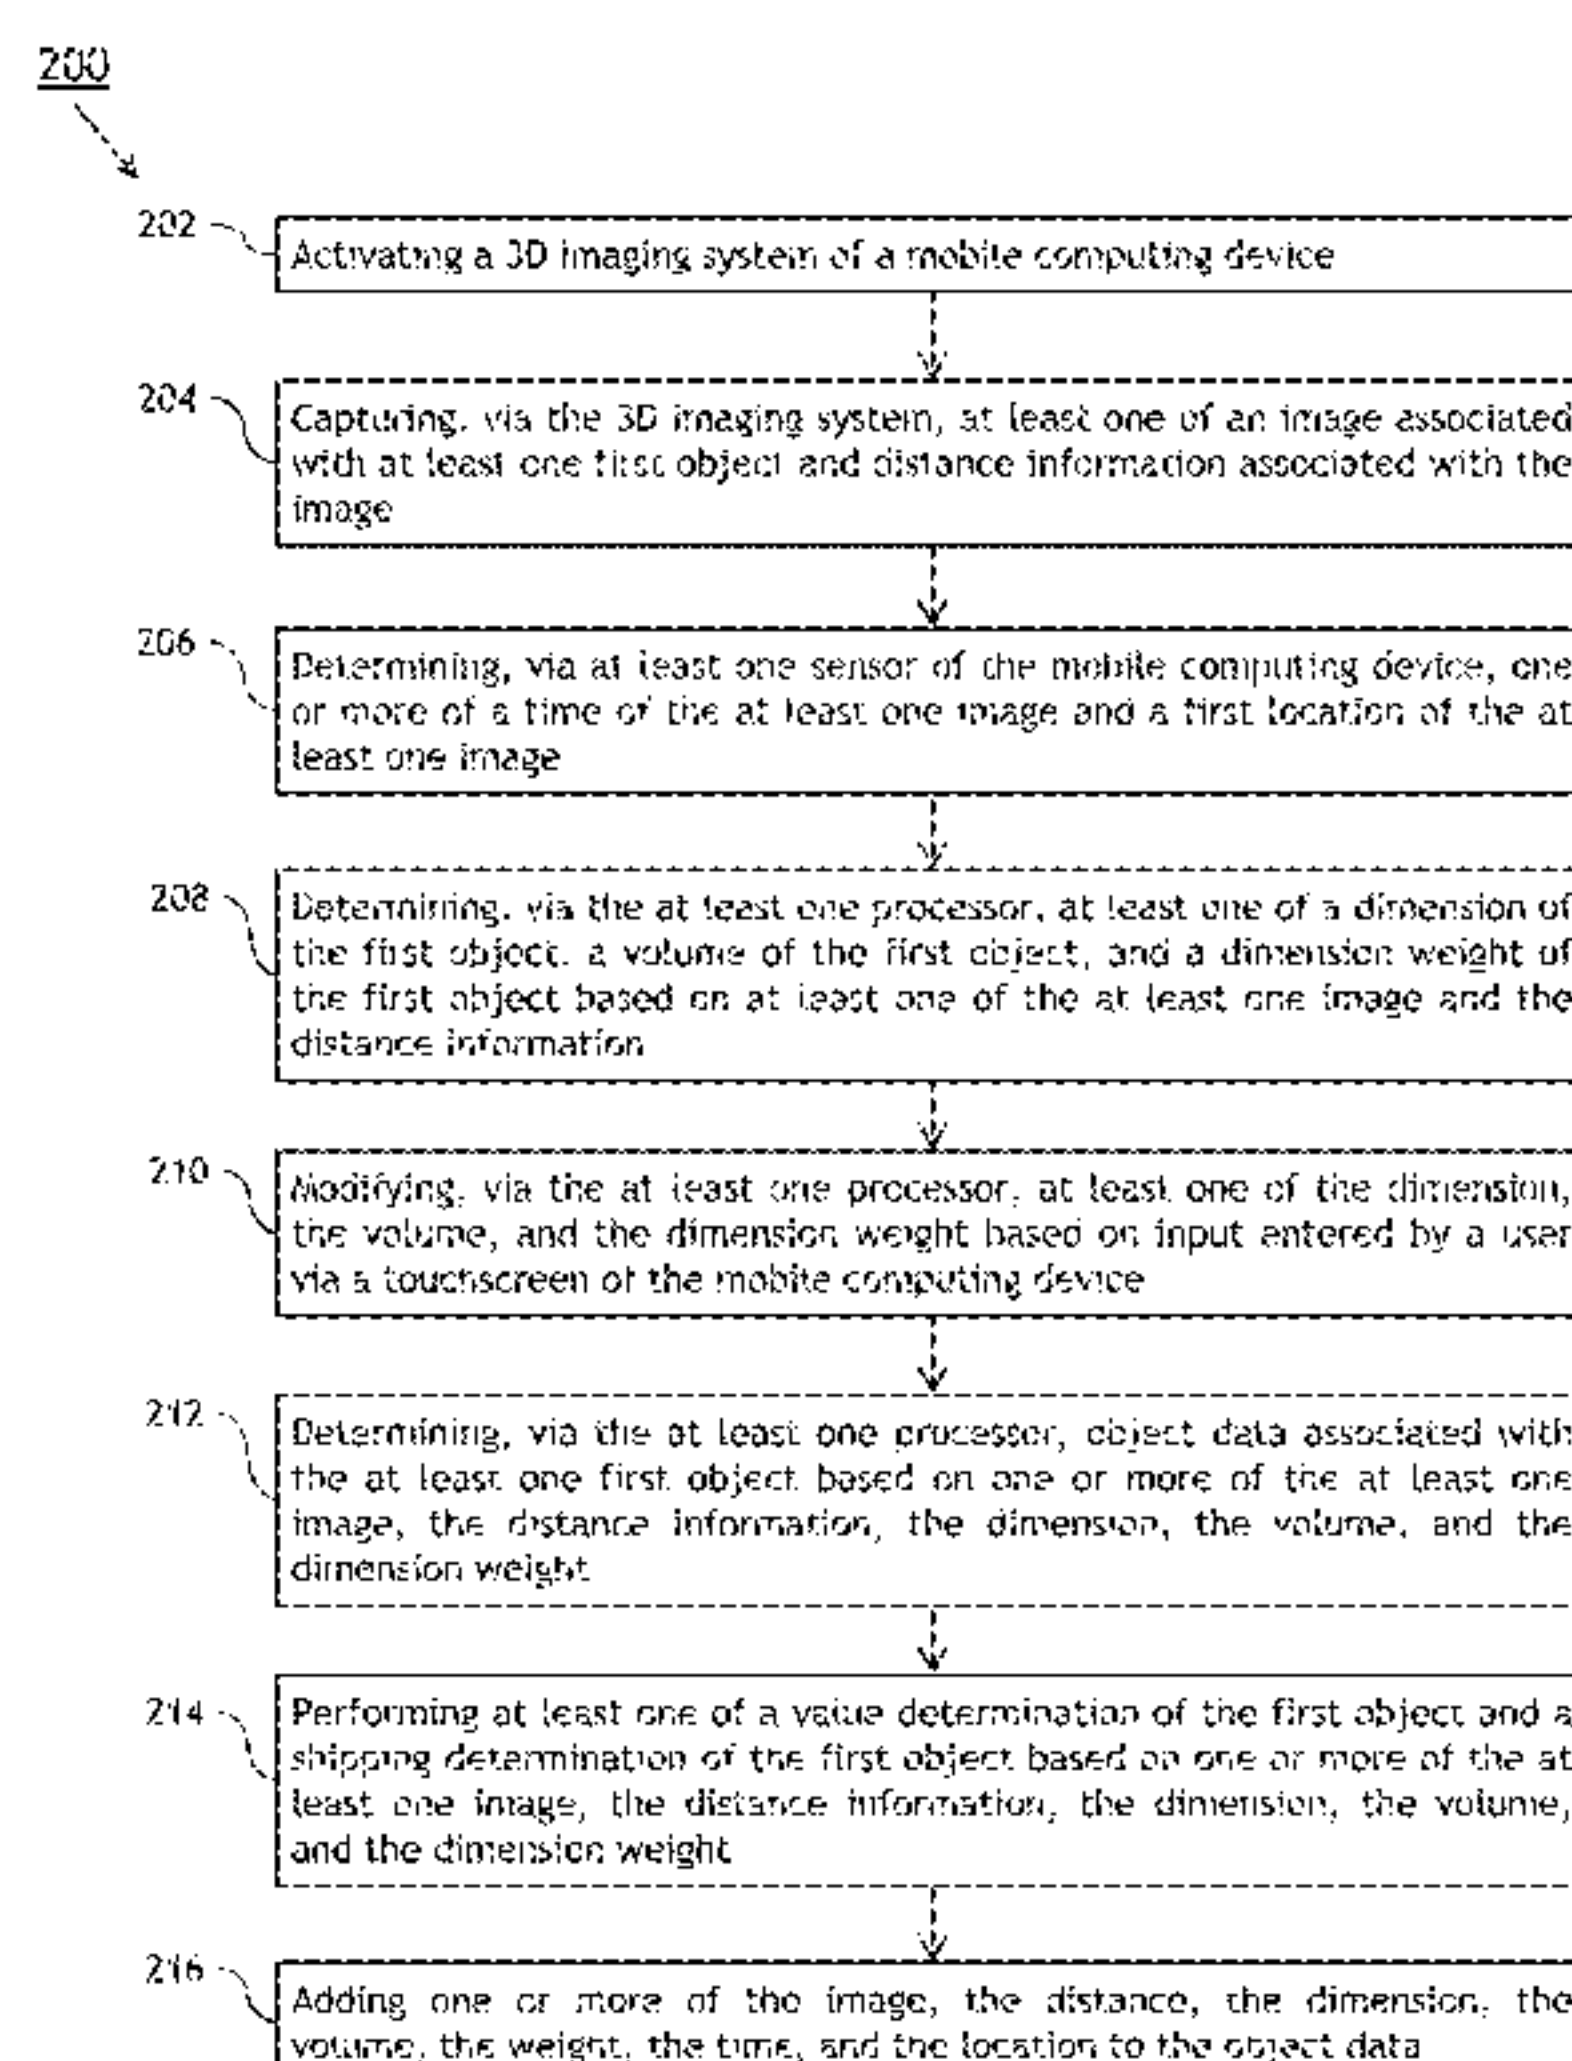 200
202
Activating a 3D imaging system of a mobile computing device
204
Capturing, via the 3D imaging system, at least one of an image associated
with at least one first object and distance information associated with the
image
206
Determining, via at least one sensor of the mobile computing device, one
or more of a time of the at least one image and a first location of the at
least one image
208
Determining, via the at least one processor, at least one of a dimension of
the first object, a volume of the first object, and a dimension weight of
the first object based on at least one of the at least one image and the
distance information
210
Modifying, via the at least one processor, at least one of the dimension,
the volume, and the dimension weight based on input entered by a user
via a touchscreen of the mobile computing device
212
Determining, via the at least one processor, object data associated with
the at least one first object based on one or more of the at least one
image, the distance information, the dimension, the volume, and the
dimension weight
214
Performing at least one of a value determination of the first object and a
shipping determination of the first object based on one or more of the at
least one image, the distance information, the dimension, the volume,
and the dimension weight
216
Adding one or more of the image, the distance, the dimension, the
volume, the weight, the time, and the location to the object data